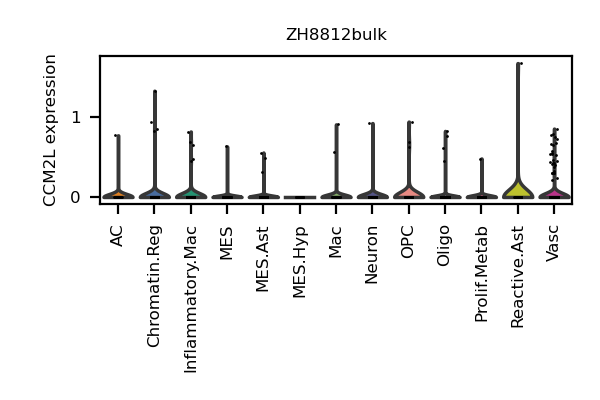 ZH8812bulk
CCM2L expression
1
0
AC
Chromatin.Reg
Inflammatory.Mac
MES
MES.Ast
MES.Hyp
Mac
Neuron
OPC
Oligo
Prolif.Metab
Reactive.Ast
Vasc